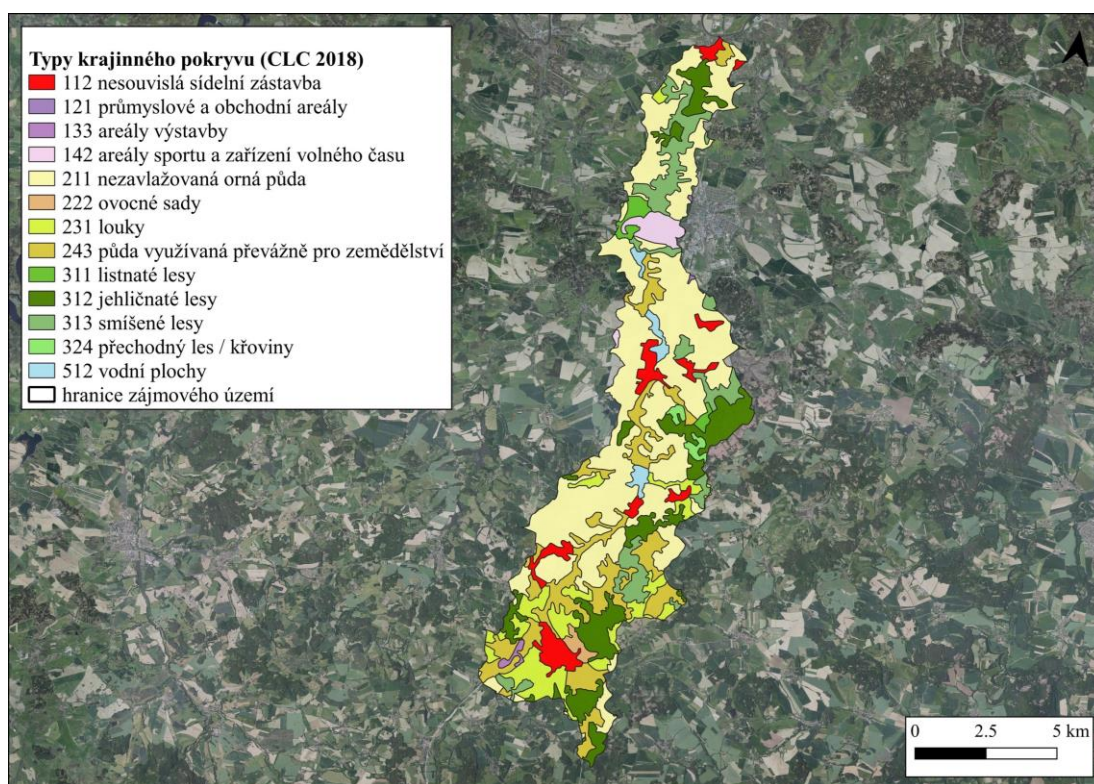 Typy krajinného pokryvu (CLC 2018)
112 nesouvislá sídelní zástavba
121 průmyslové a obchodní areály
133 areály výstavby
142 areály sportu a zařízení volného času
211 nezavlažovaná orná půda
222 ovocné sady
231 louky
243 půda využívaná převážně pro zemědělství
311 listnaté lesy
312 jehličnaté lesy
313 smíšené lesy
324 přechodný les / křoviny
512 vodní plochy
hranice zájmového území
0 2.5 5 km